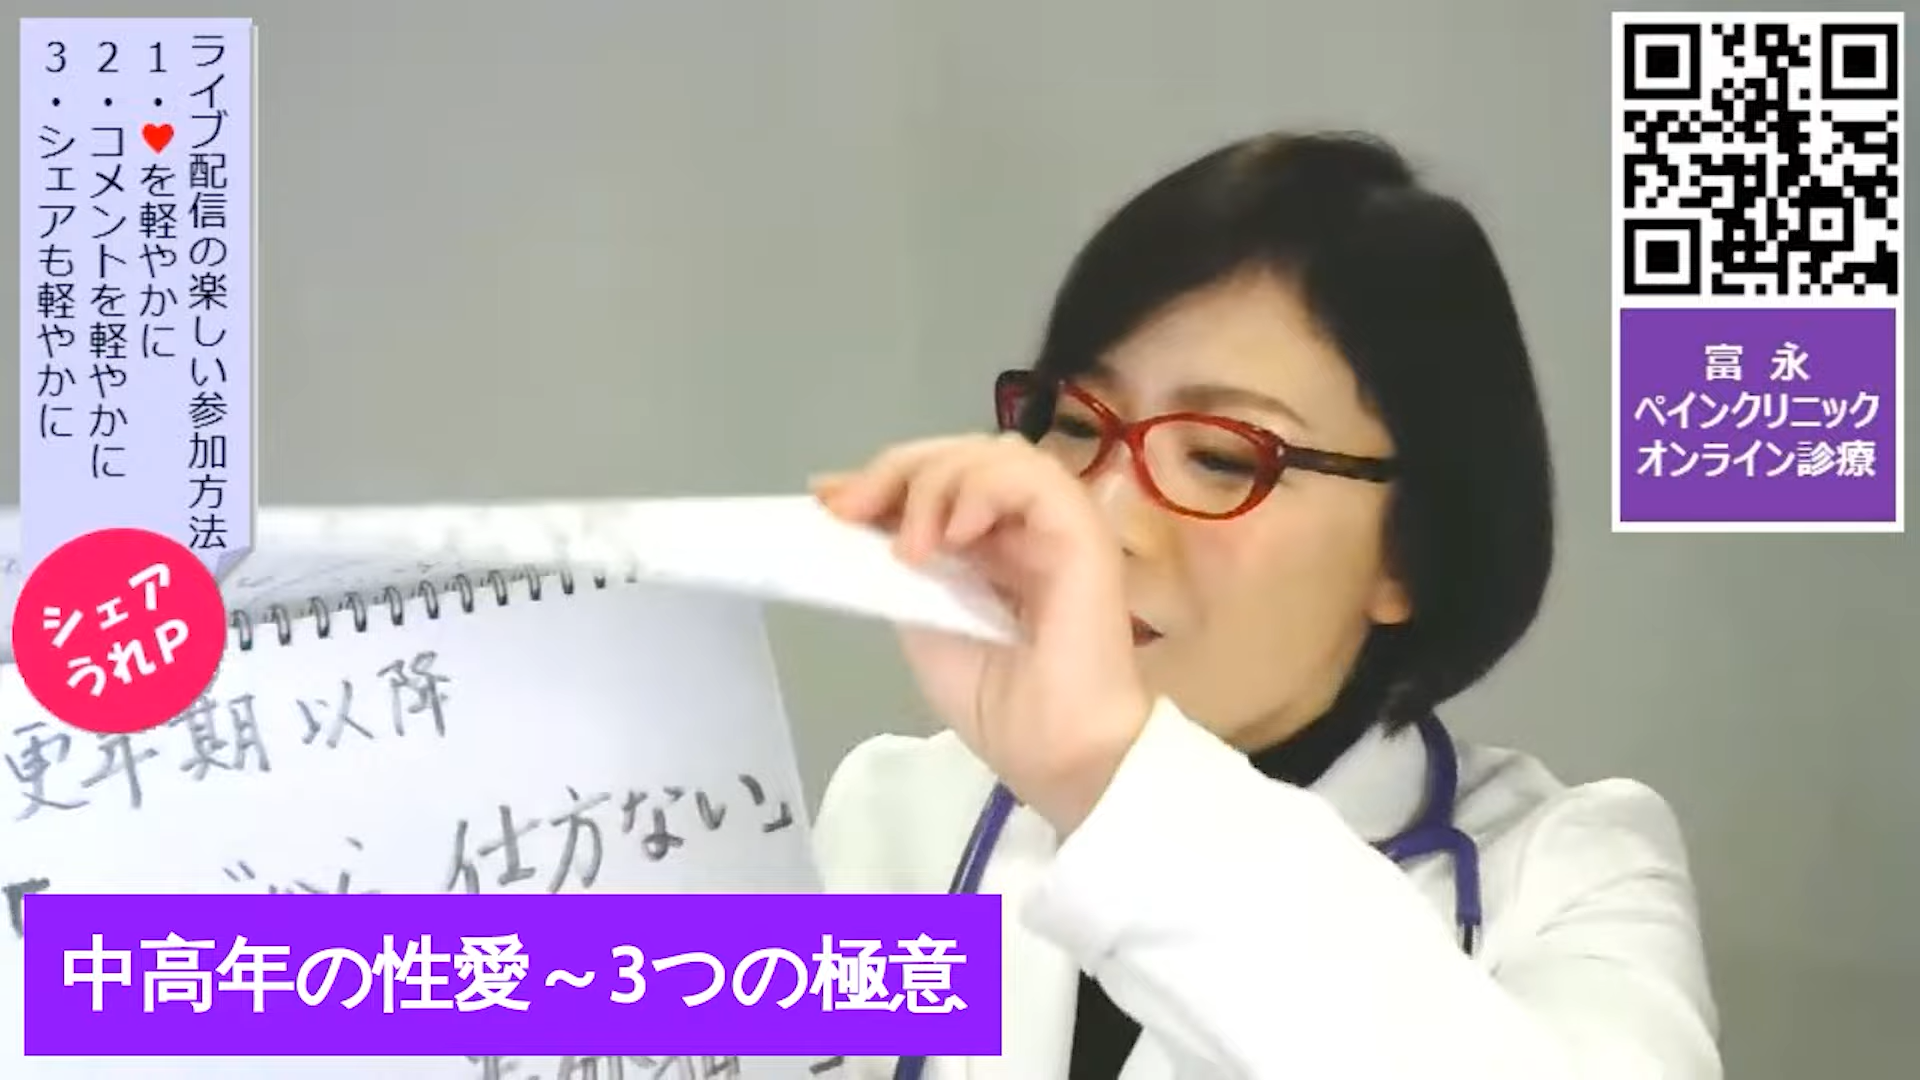 ライブ配信の楽しい参加方法
1・♥を軽やかに
2・コメントを軽やかに
3・シェアも軽やかに
シェア
うれP
富 永
ペインクリニック
オンライン診療
更年期以降
仕方ない」
中高年の性愛～3つの極意